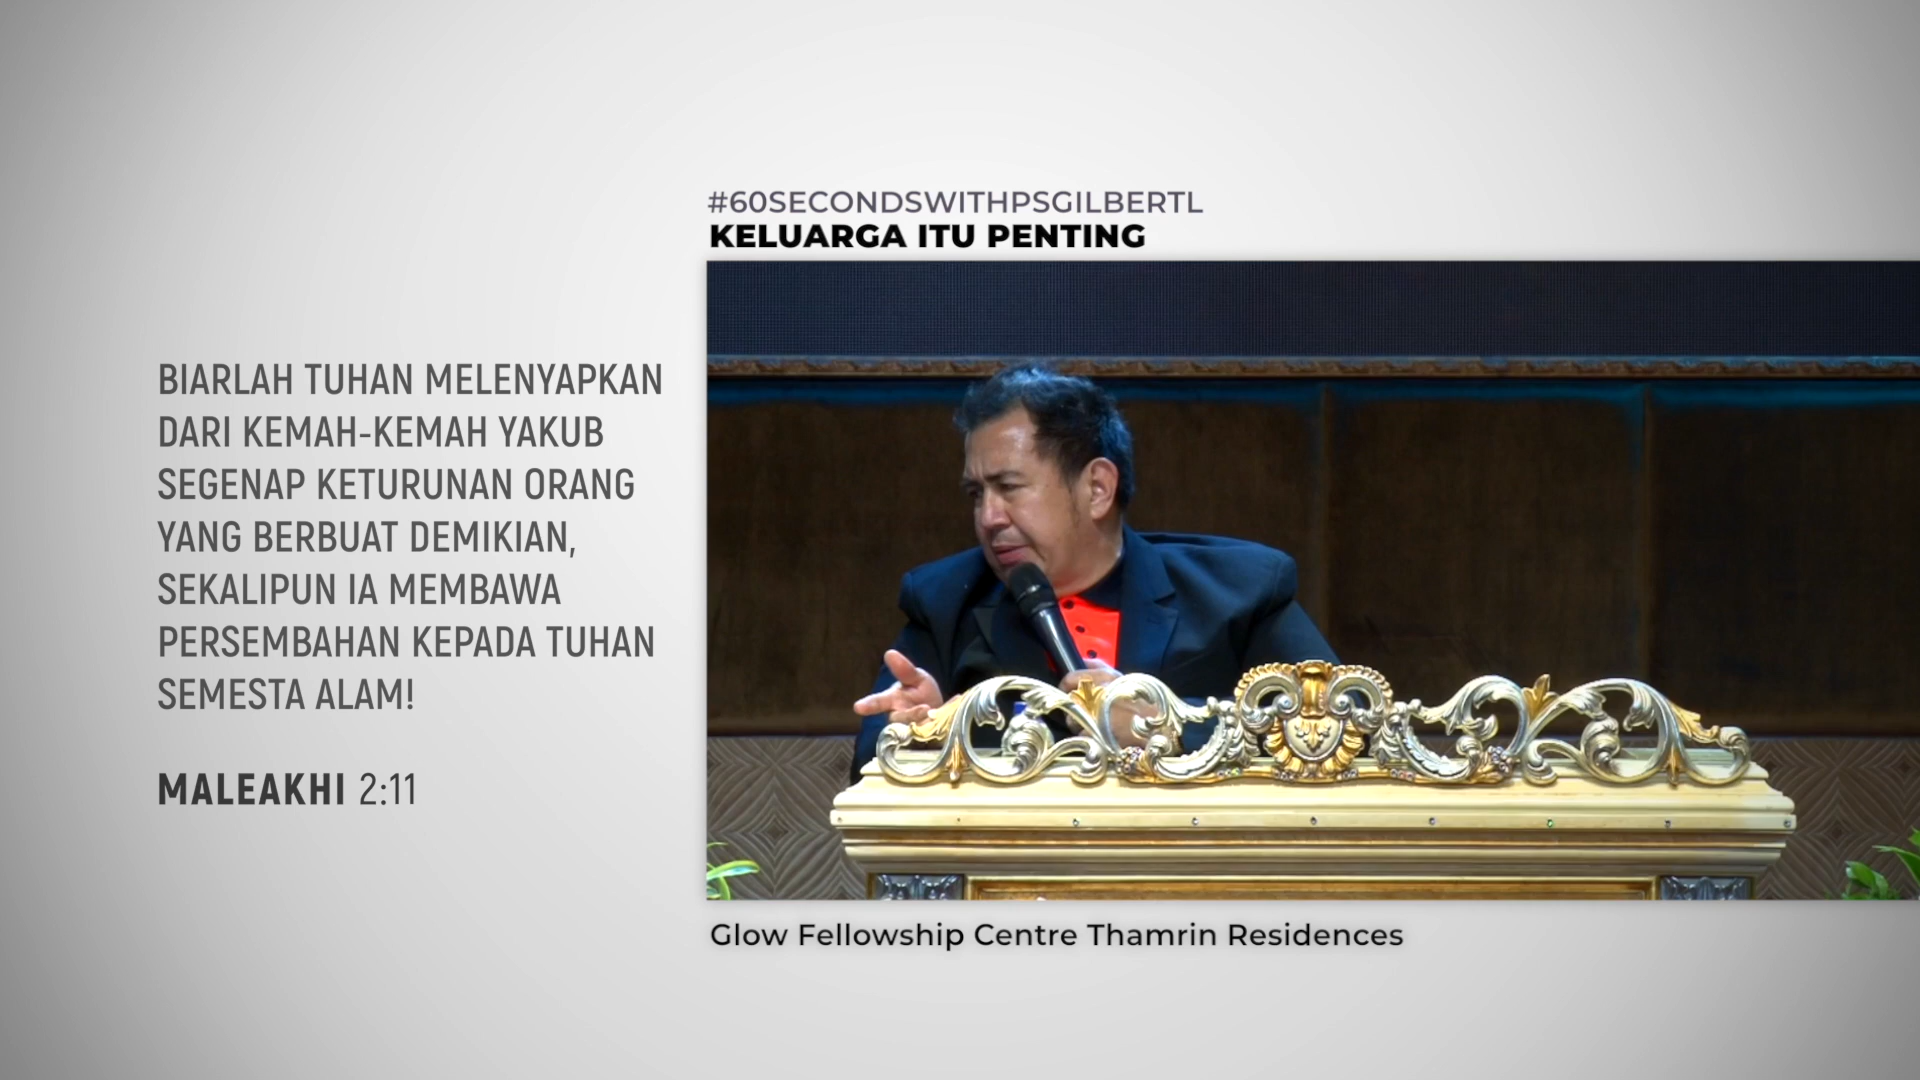 #60SECONDSWITHPSGILBERTL
KELUARGA ITU PENTING
BIARLAH TUHAN MELENYAPKAN
DARI KEMAH-KEMAH YAKUB
SEGENAP KETURUNAN ORANG
YANG BERBUAT DEMIKIAN,
SEKALIPUN IA MEMBAWA
PERSEMBAHAN KEPADA TUHAN
SEMESTA ALAM!
MALEAKHI 2:11
Glow Fellowship Centre Thamrin Residences